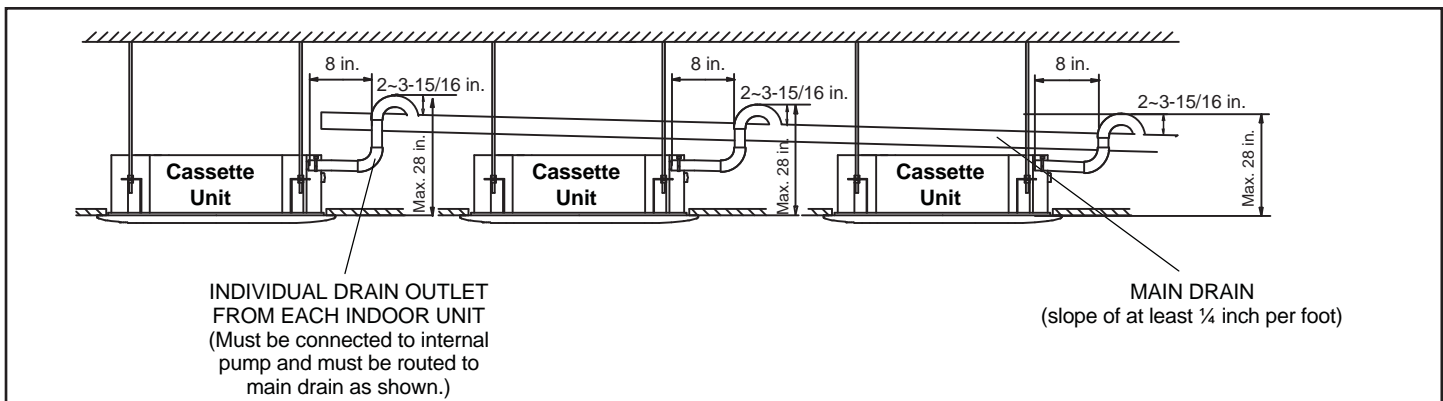 8 in.
2~3-15/16 in.
Max. 28 in.
Cassette
Unit
8 in.
2~3-15/16 in.
Max. 28 in.
Cassette
Unit
8 in.
2~3-15/16 in.
Max. 28 in.
Cassette
Unit
INDIVIDUAL DRAIN OUTLET
FROM EACH INDOOR UNIT
(Must be connected to internal
pump and must be routed to
main drain as shown.)
MAIN DRAIN
(slope of at least ¼ inch per foot)